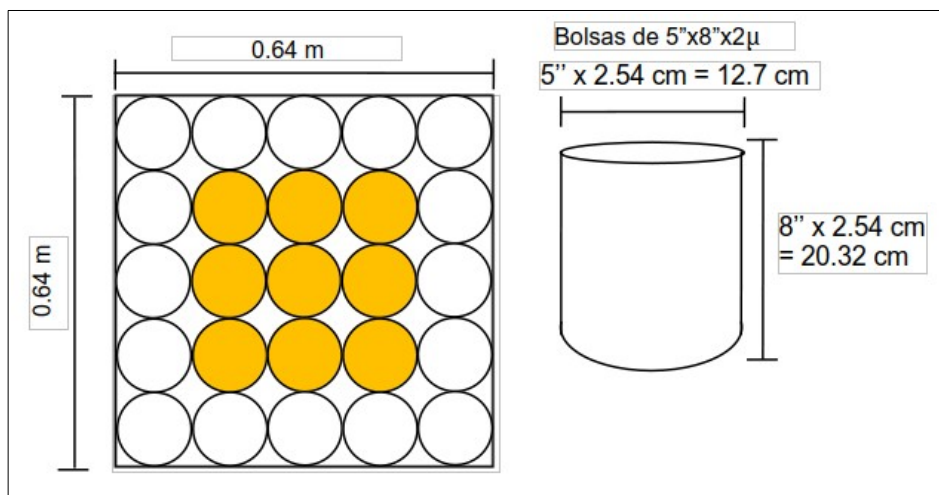 0.64 m
0.64 m
Bolsas de 5”x8”x2µ
5’’ x 2.54 cm = 12.7 cm
8’’ x 2.54 cm
= 20.32 cm